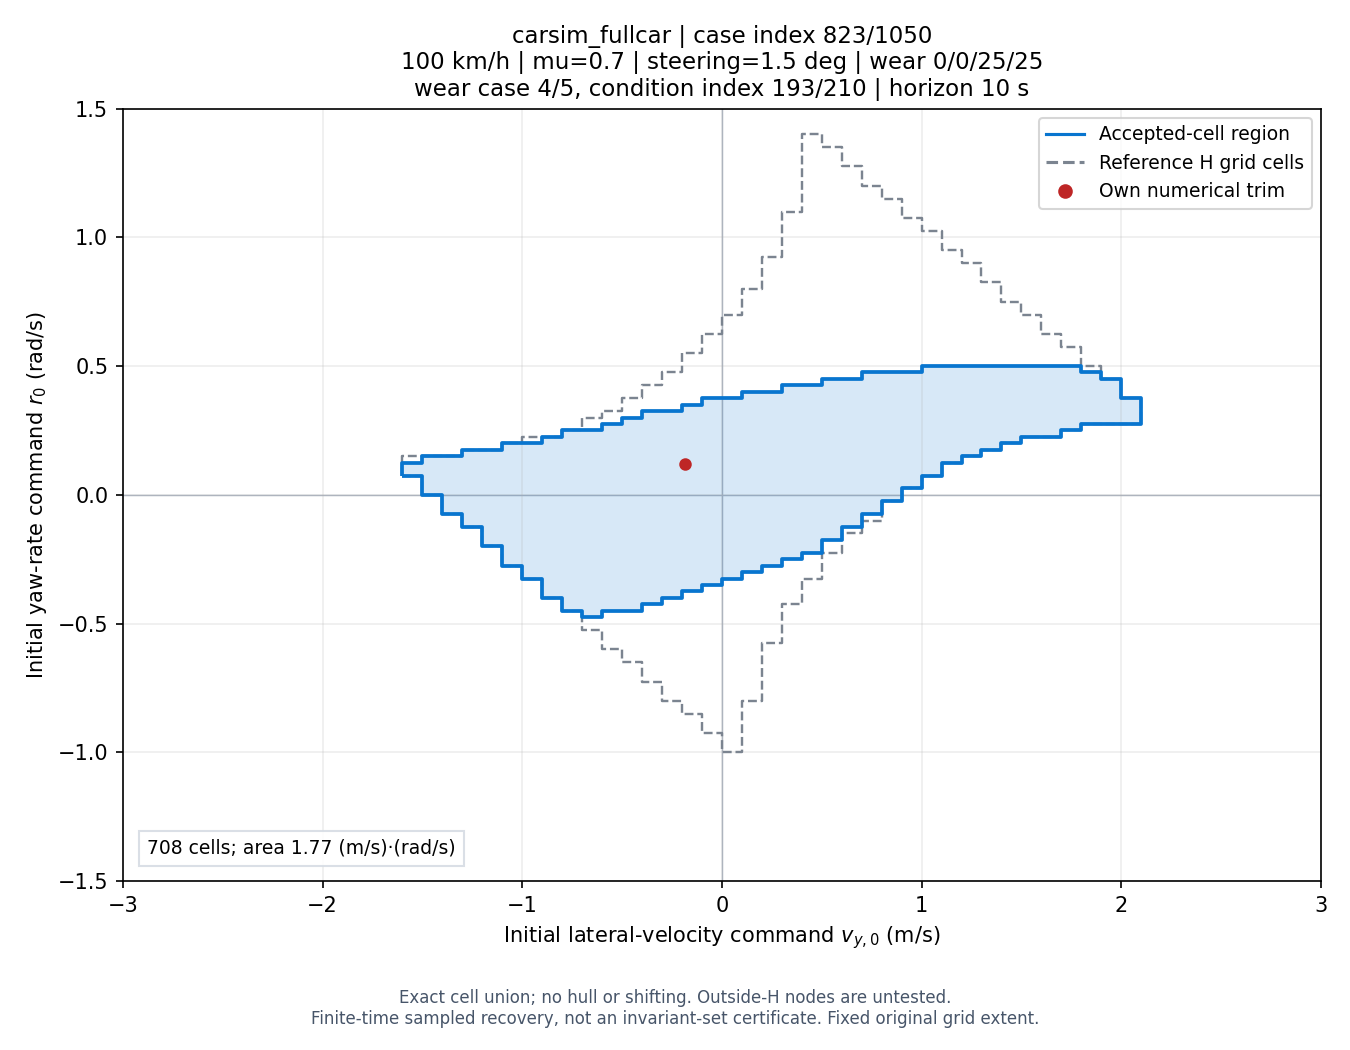 carsim_fullcar | case index 823/1050
100 km/h | mu=0.7 | steering=1.5 deg | wear 0/0/25/25
wear case 4/5, condition index 193/210 | horizon 10 s
Accepted-cell region
Reference H grid cells
Own numerical trim
1.5
1.0
0.5
0.0
−0.5
−1.0
−1.5
Initial yaw-rate command r₀ (rad/s)
708 cells; area 1.77 (m/s)·(rad/s)
−3
−2
−1
0
1
2
3
Initial lateral-velocity command v_{y,0} (m/s)
Exact cell union; no hull or shifting. Outside-H nodes are untested.
Finite-time sampled recovery, not an invariant-set certificate. Fixed original grid extent.